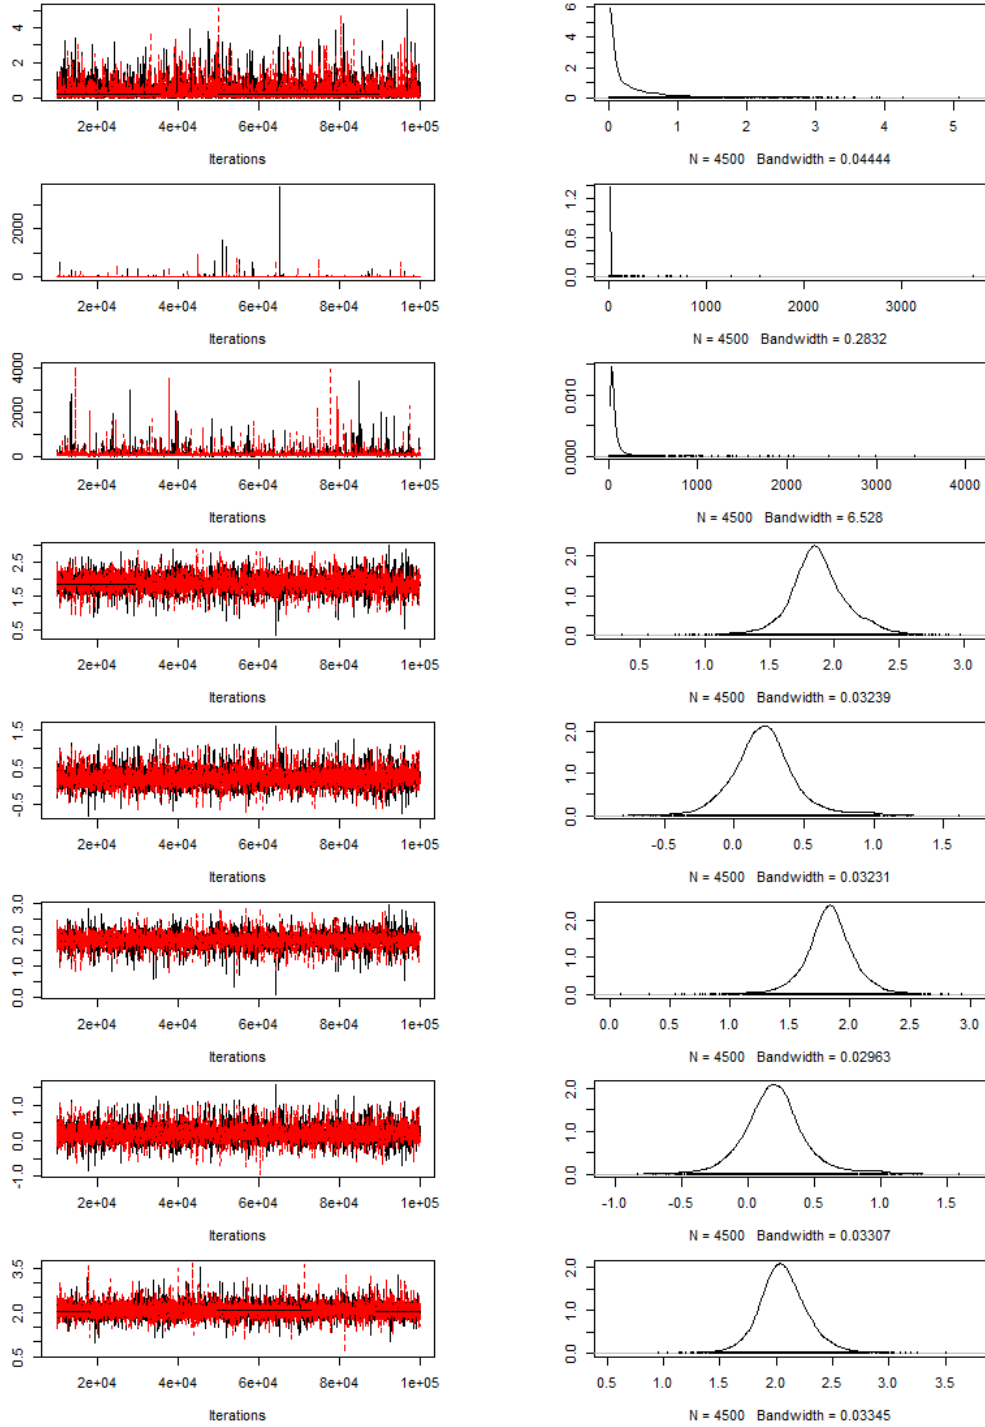 0 2 4
2e+04 4e+04 6e+04 8e+04 1e+05
Iterations
0 2 4 6
0 1 2 3 4 5
N = 4500 Bandwidth = 0.04444
0 2000
2e+04 4e+04 6e+04 8e+04 1e+05
Iterations
0.0 0.6 1.2
0 1000 2000 3000
N = 4500 Bandwidth = 0.2832
0 2000 4000
2e+04 4e+04 6e+04 8e+04 1e+05
Iterations
0.000 0.010
0 1000 2000 3000 4000
N = 4500 Bandwidth = 6.528
0.5 1.5 2.5
2e+04 4e+04 6e+04 8e+04 1e+05
Iterations
0.0 1.0 2.0
0.5 1.0 1.5 2.0 2.5 3.0
N = 4500 Bandwidth = 0.03239
-0.5 0.5 1.5
2e+04 4e+04 6e+04 8e+04 1e+05
Iterations
0.0 1.0 2.0
-0.5 0.0 0.5 1.0 1.5
N = 4500 Bandwidth = 0.03231
0.0 1.0 2.0 3.0
2e+04 4e+04 6e+04 8e+04 1e+05
Iterations
0.0 1.0 2.0
0.0 0.5 1.0 1.5 2.0 2.5 3.0
N = 4500 Bandwidth = 0.02963
-1.0 0.0 1.0
2e+04 4e+04 6e+04 8e+04 1e+05
Iterations
0.0 1.0 2.0
-1.0 -0.5 0.0 0.5 1.0 1.5
N = 4500 Bandwidth = 0.03307
0.5 2.0 3.5
2e+04 4e+04 6e+04 8e+04 1e+05
Iterations
0.0 1.0 2.0
0.5 1.0 1.5 2.0 2.5 3.0 3.5
N = 4500 Bandwidth = 0.03345